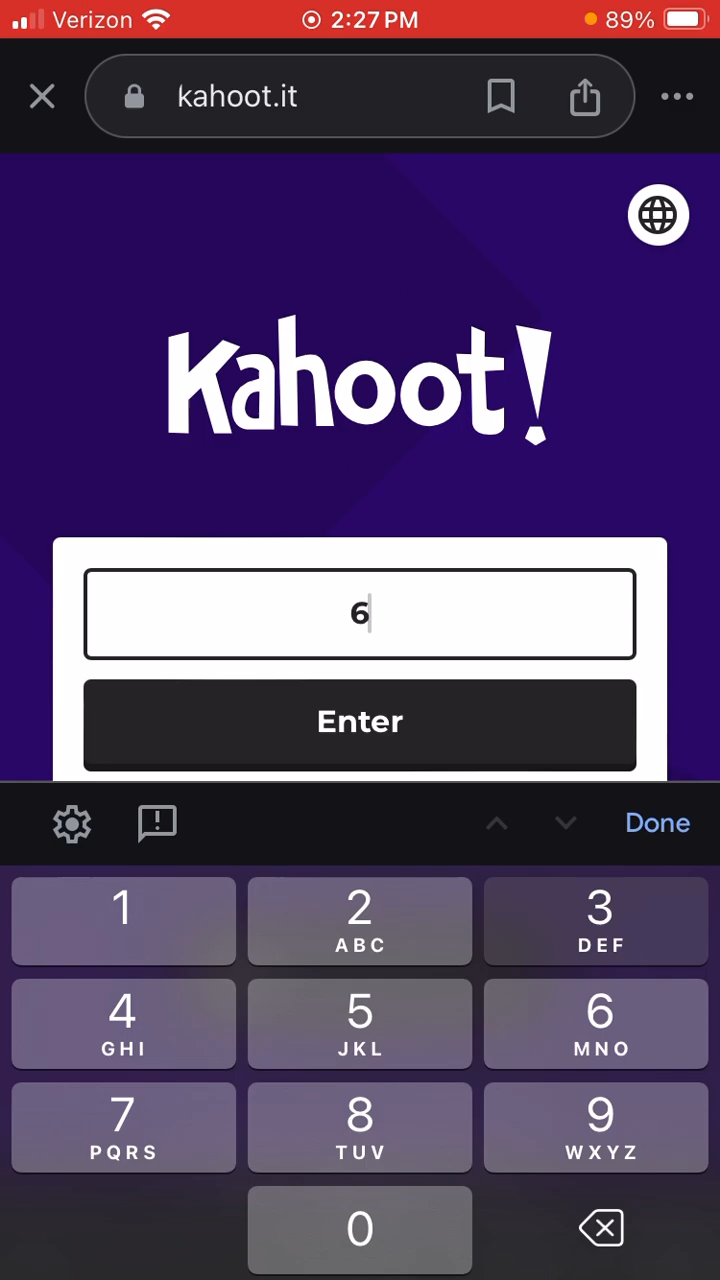 Verizon 2:27 PM 89%
kahoot.it
Kahoot!
6
Enter
Done
1 2 3
ABC DEF
4 5 6
GHI JKL MNO
7 8 9
PQRS TUV WXYZ
0